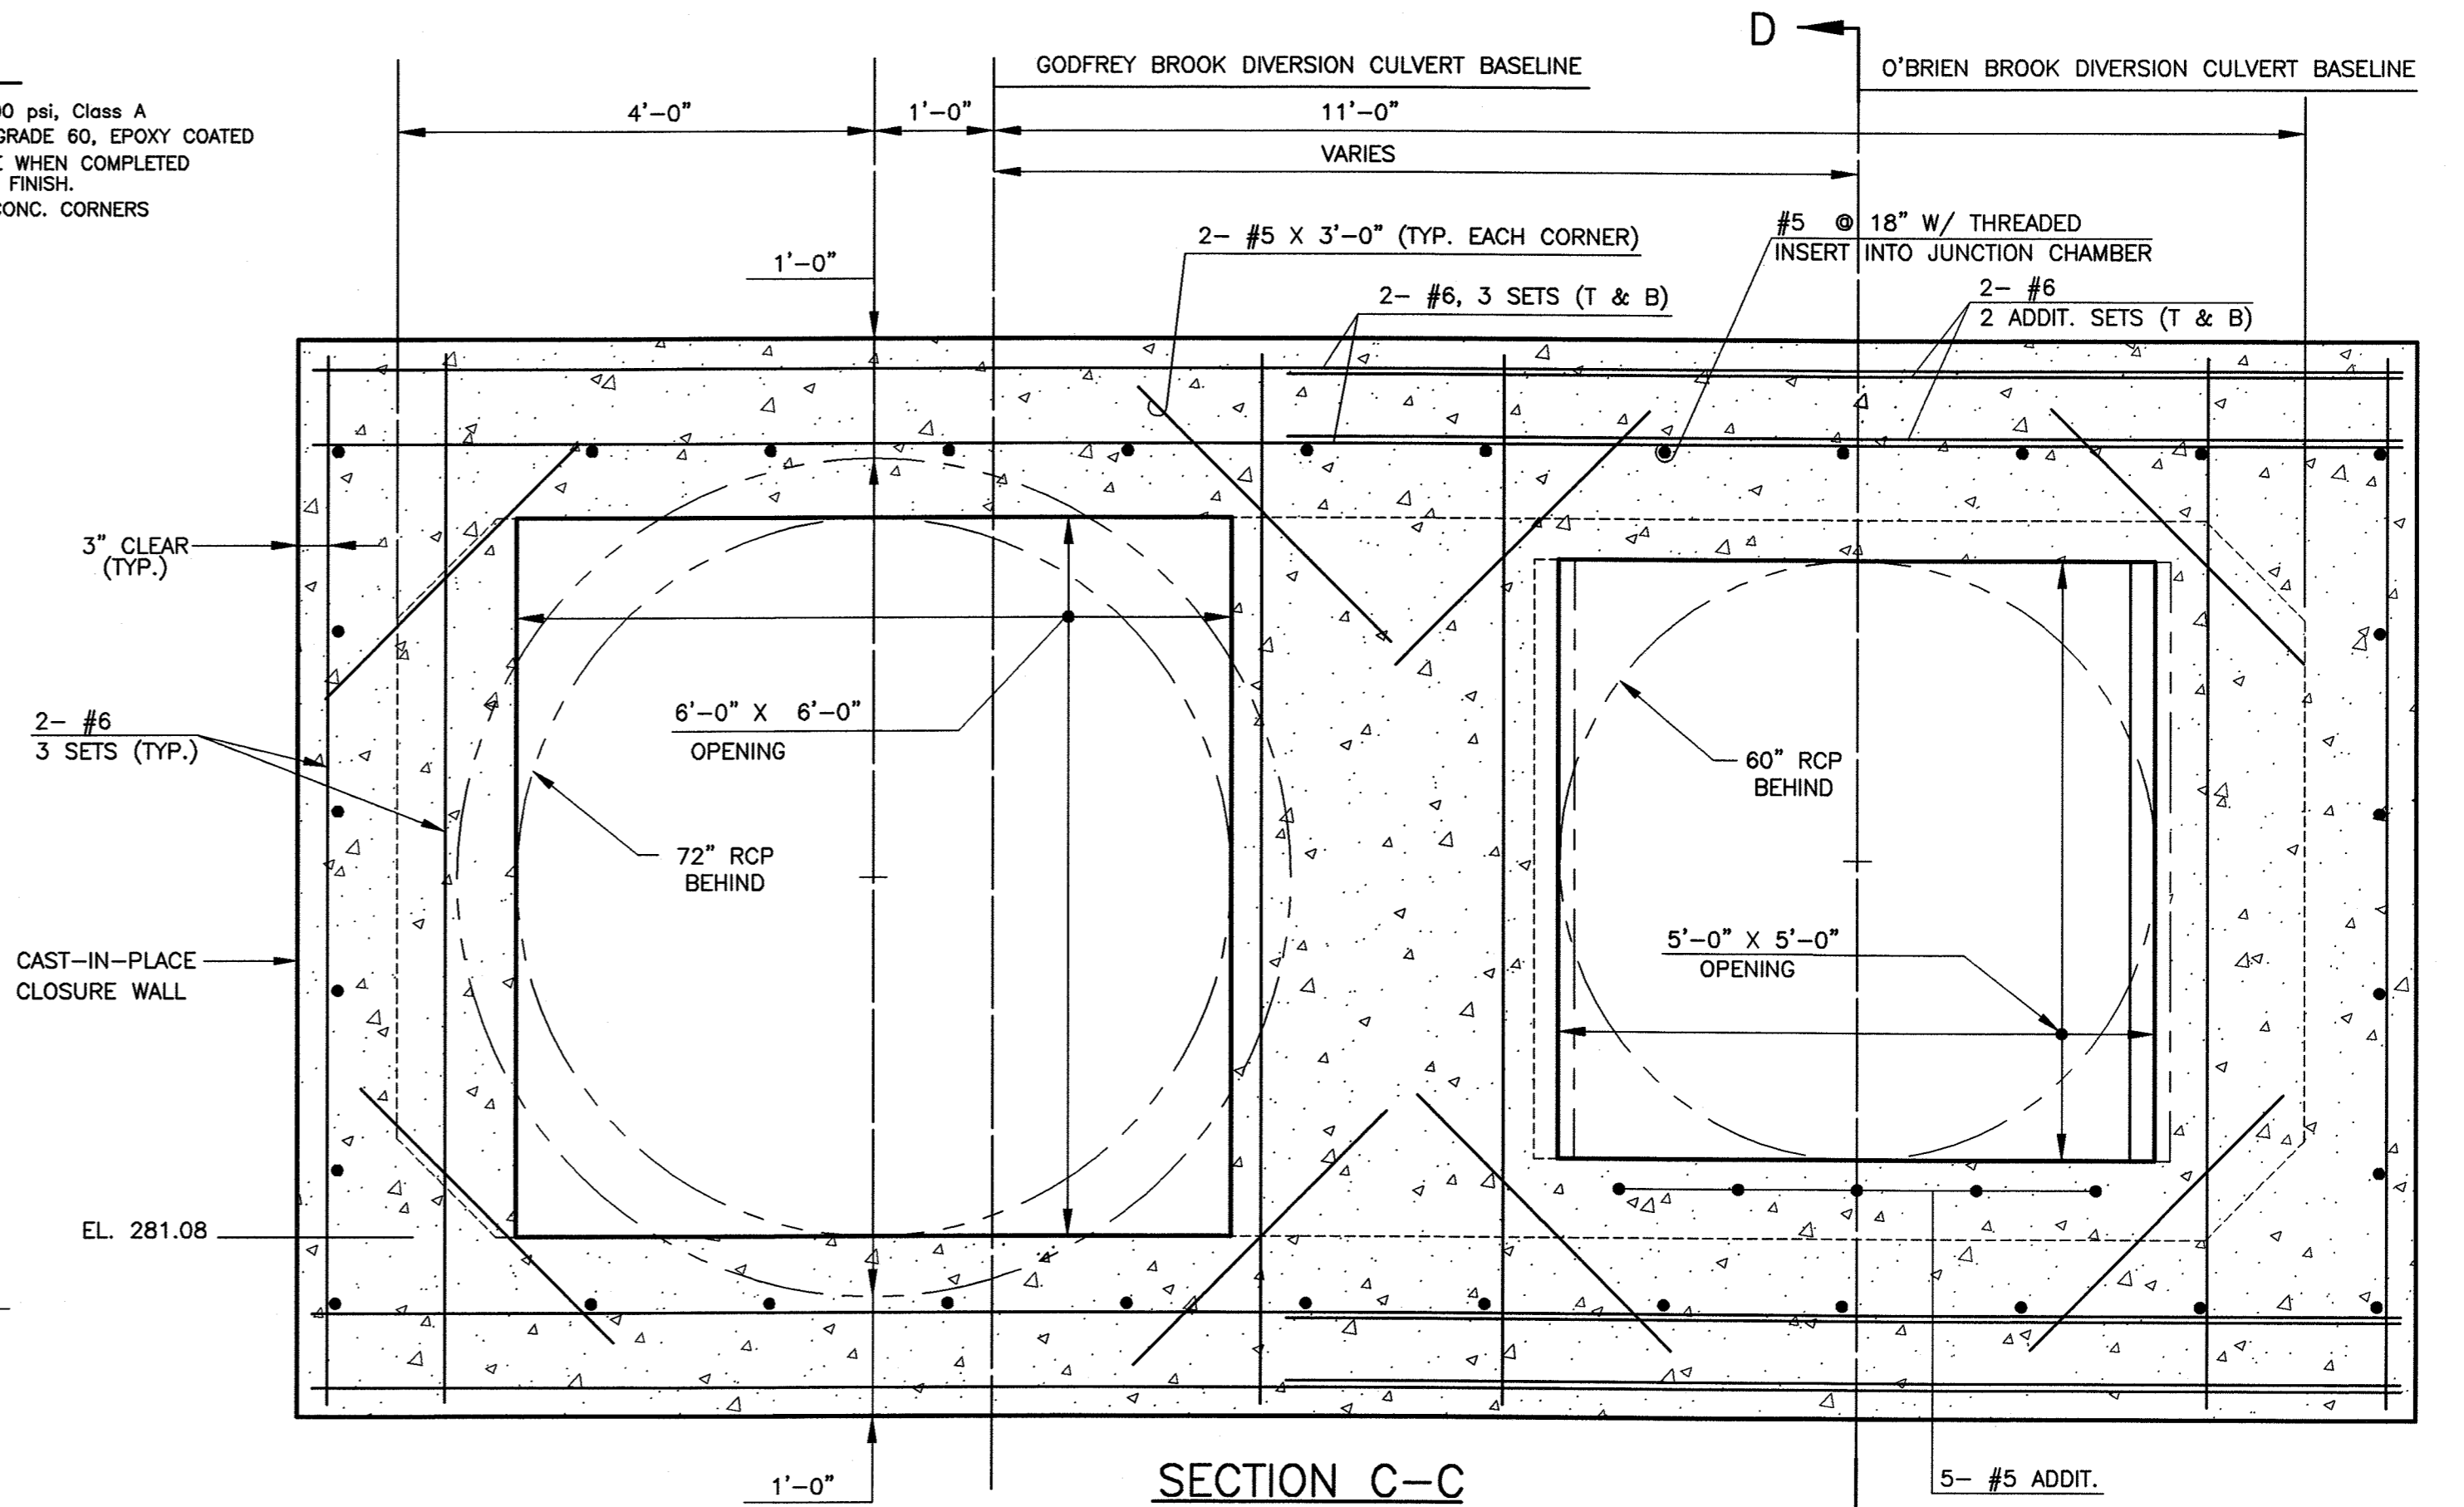 D
GODFREY BROOK DIVERSION CULVERT BASELINE
O'BRIEN BROOK DIVERSION CULVERT BASELINE
psi, Class A
GRADE 60, EPOXY COATED
WHEN COMPLETED
FINISH.
CONC. CORNERS
4'-0"
1'-0"
11'-0"
VARIES
2- #5 X 3'-0" (TYP. EACH CORNER)
#5 @ 18" W/ THREADED
INSERT INTO JUNCTION CHAMBER
1'-0"
2- #6, 3 SETS (T & B)
2- #6
2 ADDIT. SETS (T & B)
3" CLEAR
(TYP.)
6'-0" X 6'-0"
OPENING
2- #6
3 SETS (TYP.)
60" RCP
BEHIND
72" RCP
BEHIND
5'-0" X 5'-0"
OPENING
CAST-IN-PLACE
CLOSURE WALL
EL. 281.08
1'-0"
SECTION C-C
5- #5 ADDIT.